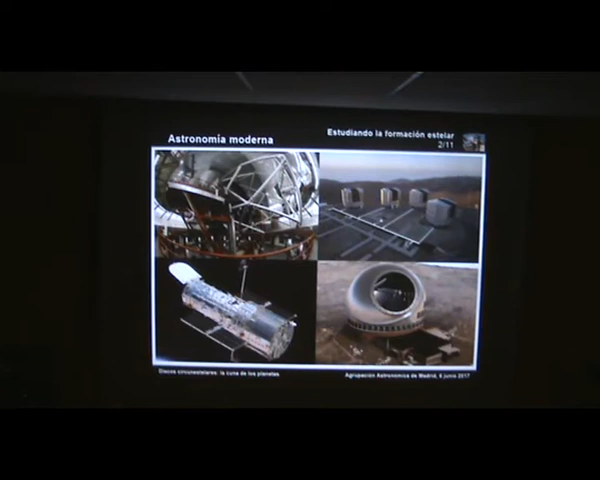 Astronomía moderna
Estudiando la formación estelar
2/11
Discos circunestelares: la cuna de los planetas
Agrupación Astronómica de Madrid, 6 junio 2017